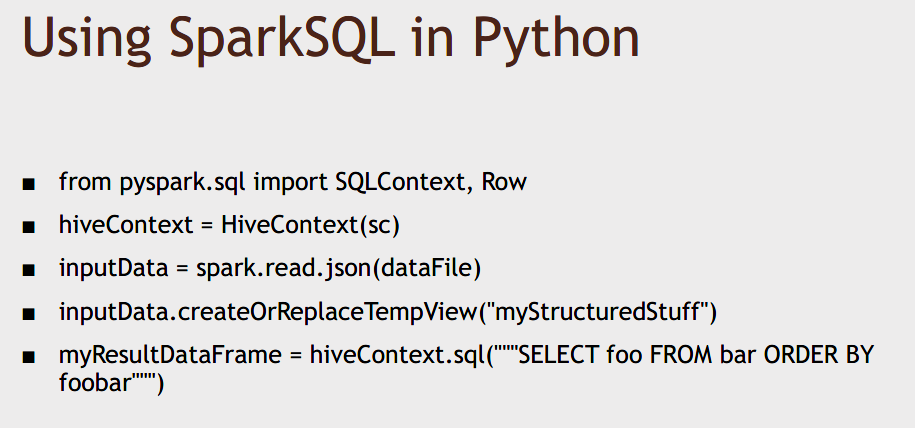 Using SparkSQL in Python
■ from pyspark.sql import SQLContext, Row
■ hiveContext = HiveContext(sc)
■ inputData = spark.read.json(dataFile)
■ inputData.createOrReplaceTempView("myStructuredStuff")
■ myResultDataFrame = hiveContext.sql("""SELECT foo FROM bar ORDER BY
foobar""")